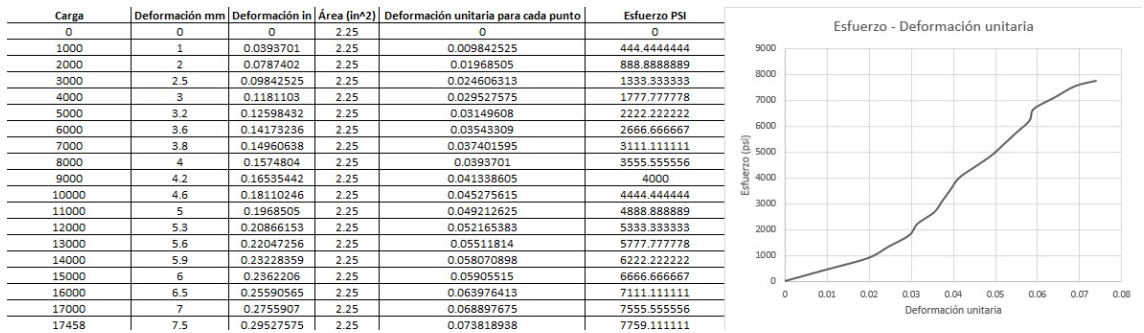 Carga Deformación mm Deformación in Área (in^2) Deformación unitaria para cada punto Esfuerzo PSI
0 0 0 2.25 0 0
1000 1 0.0393701 2.25 0.009842525 444.4444444
2000 2 0.0787402 2.25 0.01968505 888.8888889
3000 2.5 0.09842525 2.25 0.024606313 1333.333333
4000 3 0.1181103 2.25 0.029527575 1777.777778
5000 3.2 0.12598432 2.25 0.03149608 2222.222222
6000 3.6 0.14173236 2.25 0.03543309 2666.666667
7000 3.8 0.14960638 2.25 0.037401595 3111.111111
8000 4 0.1574804 2.25 0.0393701 3555.555556
9000 4.2 0.16535442 2.25 0.041338605 4000
10000 4.6 0.18110246 2.25 0.045275615 4444.444444
11000 5 0.1968505 2.25 0.049212625 4888.888889
12000 5.3 0.20866153 2.25 0.052165383 5333.333333
13000 5.6 0.22047256 2.25 0.05511814 5777.777778
14000 5.9 0.23228359 2.25 0.058070898 6222.222222
15000 6 0.2362206 2.25 0.05905515 6666.666667
16000 6.5 0.25590565 2.25 0.063976413 7111.111111
17000 7 0.2755907 2.25 0.068897675 7555.555556
17458 7.5 0.29527575 2.25 0.073818938 7759.111111
Esfuerzo - Deformación unitaria
Esfuerzo (psi)
9000
8000
7000
6000
5000
4000
3000
2000
1000
0
0 0.01 0.02 0.03 0.04 0.05 0.06 0.07 0.08
Deformación unitaria